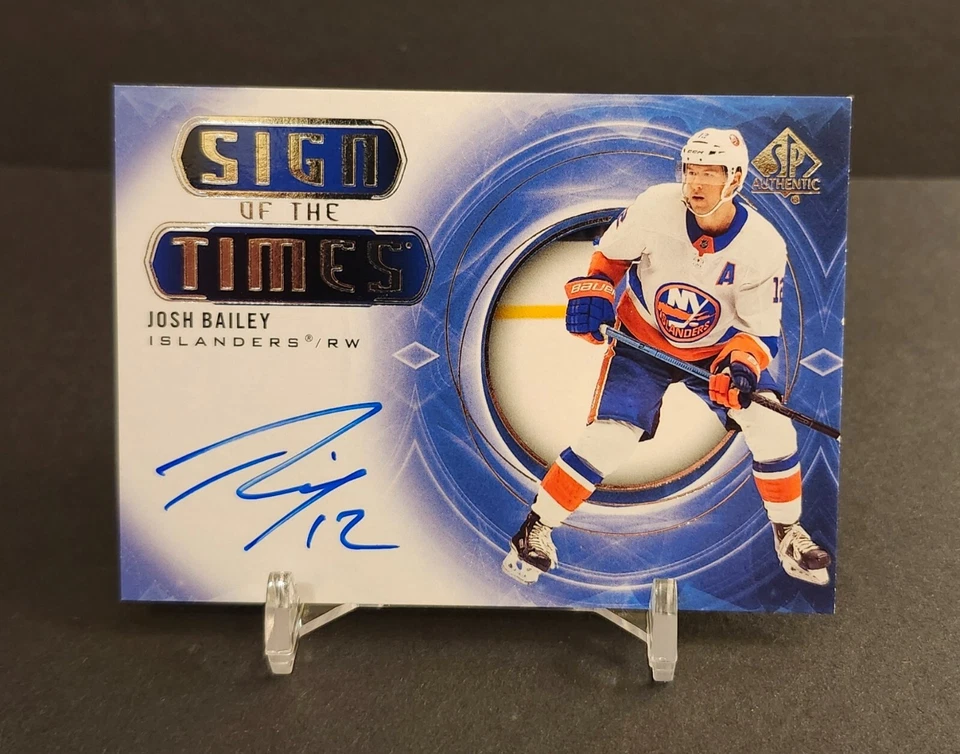 SIGN
OF THE
TIMES
JOSH BAILEY
ISLANDERS®/RW
12
SP
AUTHENTIC
A
12
BAUER
NY
ISLANDERS